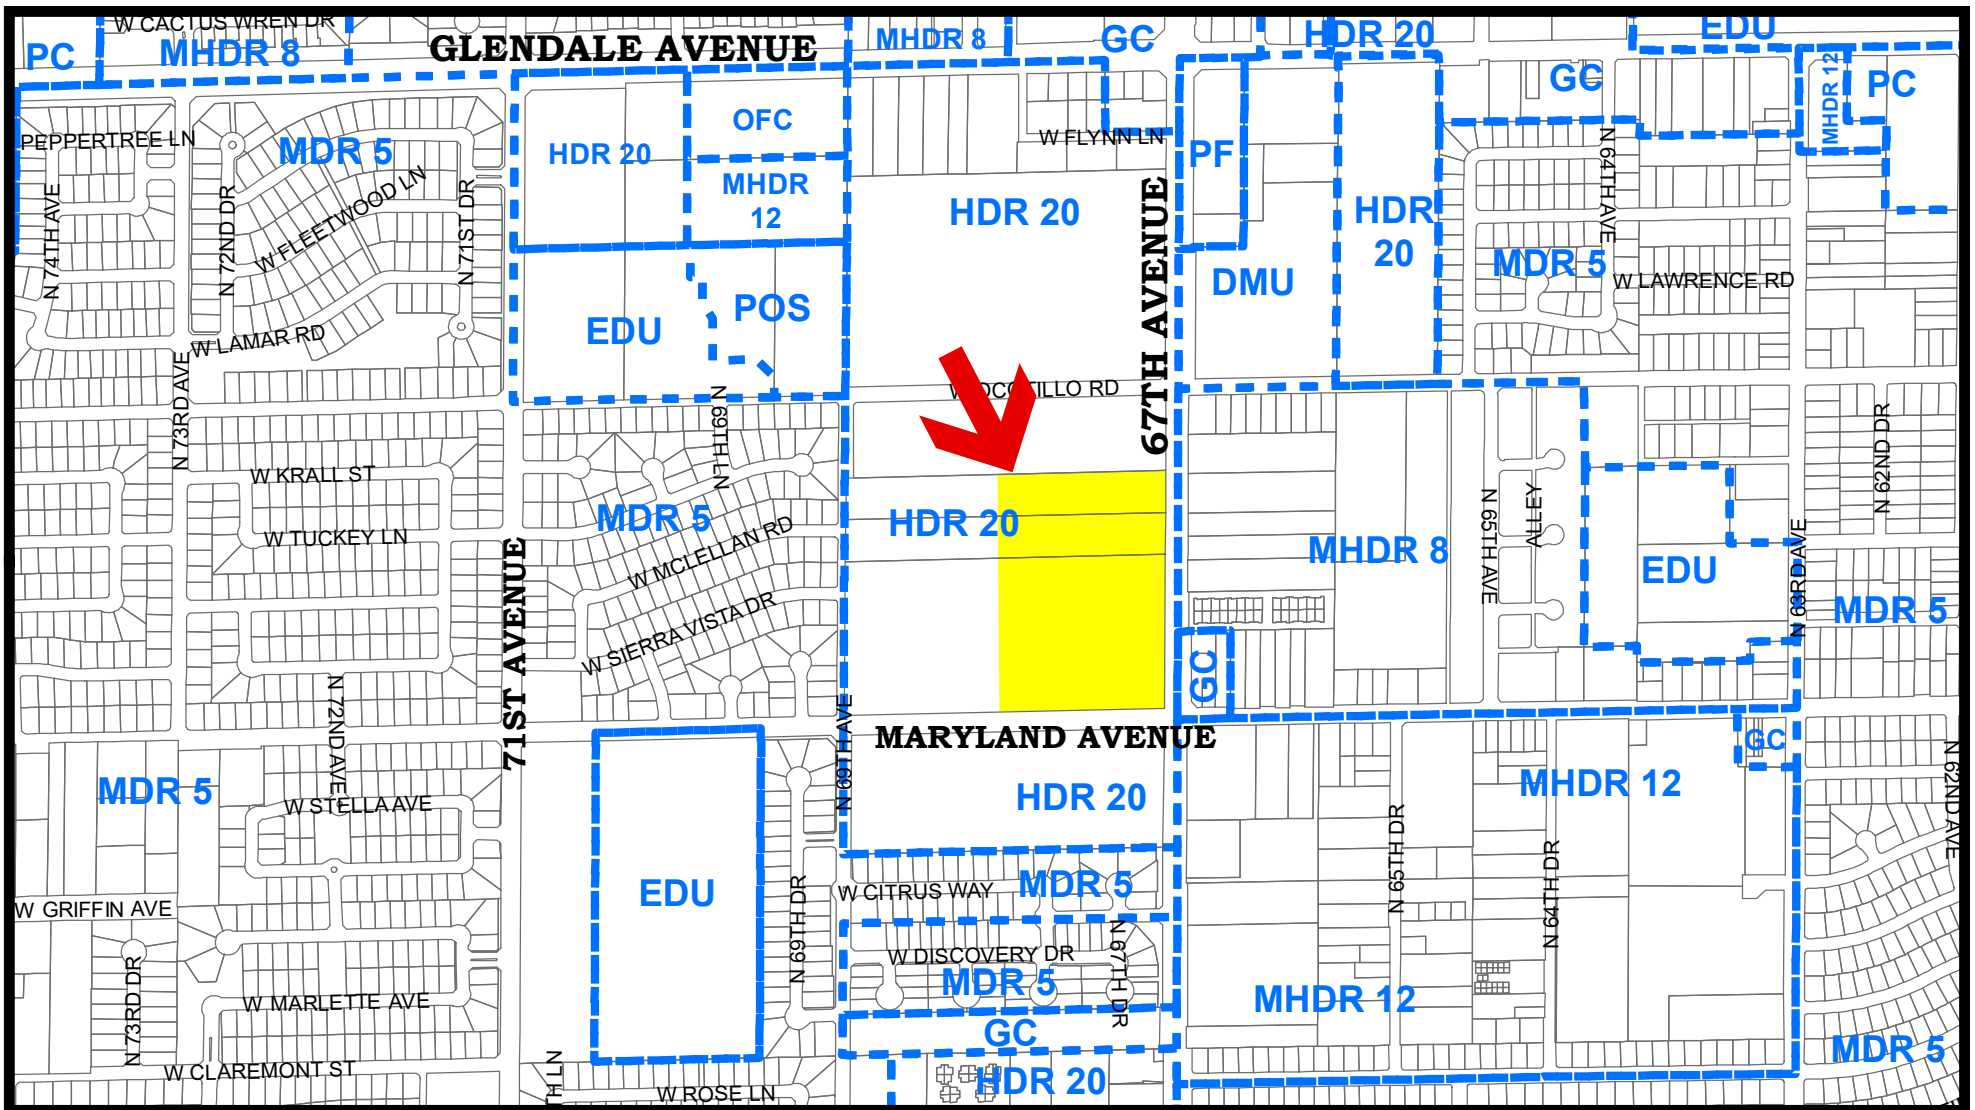 W CACTUS WREN DR
PC
MHDR 8
GLENDALE AVENUE
MHDR 8
GC
HDR 20
EDU
GC
MHDR 12
PC
PEPPERTREE LN
MDR 5
HDR 20
OFC
W FLYNN LN
PF
N 64TH AVE
N 74TH AVE
N 72ND DR
W FLEETWOOD LN
N 71ST DR
MHDR
12
HDR 20
67TH AVENUE
HDR
20
MDR 5
W LAWRENCE RD
DMU
EDU
POS
W LAMAR RD
N 73RD AVE
N 69TH LN
W OCOTILLO RD
N 62ND DR
W KRALL ST
W TUCKEY LN
71ST AVENUE
MDR 5
W MCLELLAN RD
W SIERRA VISTA DR
HDR 20
MHDR 8
N 65TH AVE
ALLEY
EDU
N 63RD AVE
MDR 5
GC
N 72ND AVE
N 69TH AVE
MARYLAND AVENUE
GC
N 62ND AVE
MDR 5
W STELLA AVE
HDR 20
MHDR 12
N 65TH DR
N 64TH DR
EDU
N 69TH DR
W CITRUS WAY
MDR 5
W GRIFFIN AVE
N 73RD DR
W DISCOVERY DR
N 67TH DR
MDR 5
W MARLETTE AVE
MHDR 12
GC
MDR 5
W CLAREMONT ST
TH LN
W ROSE LN
HDR 20